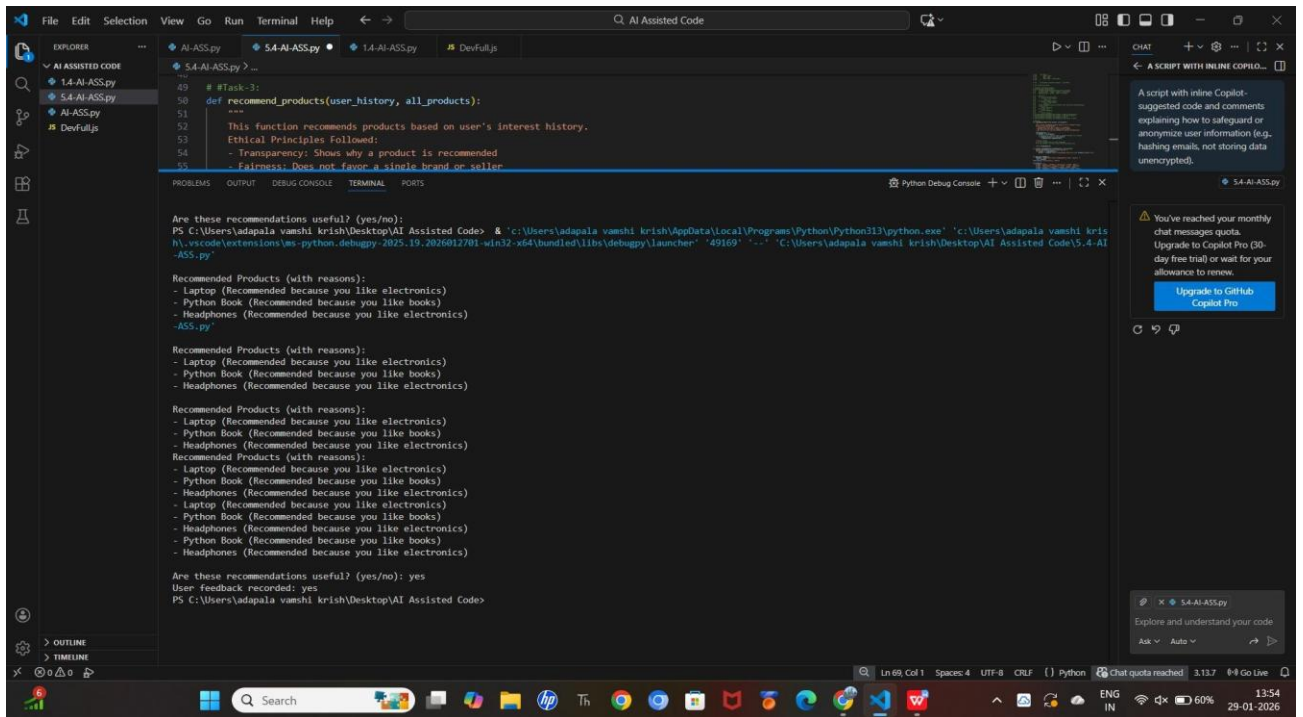 File Edit Selection View Go Run Terminal Help
AI Assisted Code
EXPLORER
AI ASSISTED CODE
1.4-AI-ASS.py
5.4-AI-ASS.py
AI-ASS.py
JS DevFull.js
OUTLINE
TIMELINE
AI-ASS.py 5.4-AI-ASS.py 1.4-AI-ASS.py JS DevFull.js
5.4-AI-ASS.py > ...
49 # #Task-3:
50 def recommend_products(user_history, all_products):
51 """
52 This function recommends products based on user's interest history.
53 Ethical Principles Followed:
54 - Transparency: Shows why a product is recommended
55 - Fairness: Does not favor a single brand or seller
PROBLEMS OUTPUT DEBUG CONSOLE TERMINAL PORTS
Python Debug Console
Are these recommendations useful? (yes/no):
PS C:\Users\adapala vamshi krish\Desktop\AI Assisted Code> & 'c:\Users\adapala vamshi krish\AppData\Local\Programs\Python\Python313\python.exe' 'c:\Users\adapala vamshi kris
h\.vscode\extensions\ms-python.debugpy-2025.19.2026012701-win32-x64\bundled\libs\debugpy\launcher' '49169' '--' 'C:\Users\adapala vamshi krish\Desktop\AI Assisted Code\5.4-AI
-ASS.py'
Recommended Products (with reasons):
- Laptop (Recommended because you like electronics)
- Python Book (Recommended because you like books)
- Headphones (Recommended because you like electronics)
-ASS.py'
Recommended Products (with reasons):
- Laptop (Recommended because you like electronics)
- Python Book (Recommended because you like books)
- Headphones (Recommended because you like electronics)
Recommended Products (with reasons):
- Laptop (Recommended because you like electronics)
- Python Book (Recommended because you like books)
- Headphones (Recommended because you like electronics)
Recommended Products (with reasons):
- Laptop (Recommended because you like electronics)
- Python Book (Recommended because you like books)
- Headphones (Recommended because you like electronics)
- Laptop (Recommended because you like electronics)
- Python Book (Recommended because you like books)
- Headphones (Recommended because you like electronics)
- Python Book (Recommended because you like books)
- Headphones (Recommended because you like electronics)
Are these recommendations useful? (yes/no): yes
User feedback recorded: yes
PS C:\Users\adapala vamshi krish\Desktop\AI Assisted Code>
CHAT
A SCRIPT WITH INLINE COPILO...
A script with inline Copilot-
suggested code and comments
explaining how to safeguard or
anonymize user information (e.g.,
hashing emails, not storing data
unencrypted).
5.4-AI-ASS.py
You've reached your monthly
chat messages quota.
Upgrade to Copilot Pro (30-
day free trial) or wait for your
allowance to renew.
Upgrade to GitHub
Copilot Pro
5.4-AI-ASS.py
Explore and understand your code
Ask Auto
0 0 Ln 69, Col 1 Spaces: 4 UTF-8 CRLF {} Python Chat quota reached 3.13.7 Go Live
6 Search hp Th ENG 60% 13:54
IN 29-01-2026